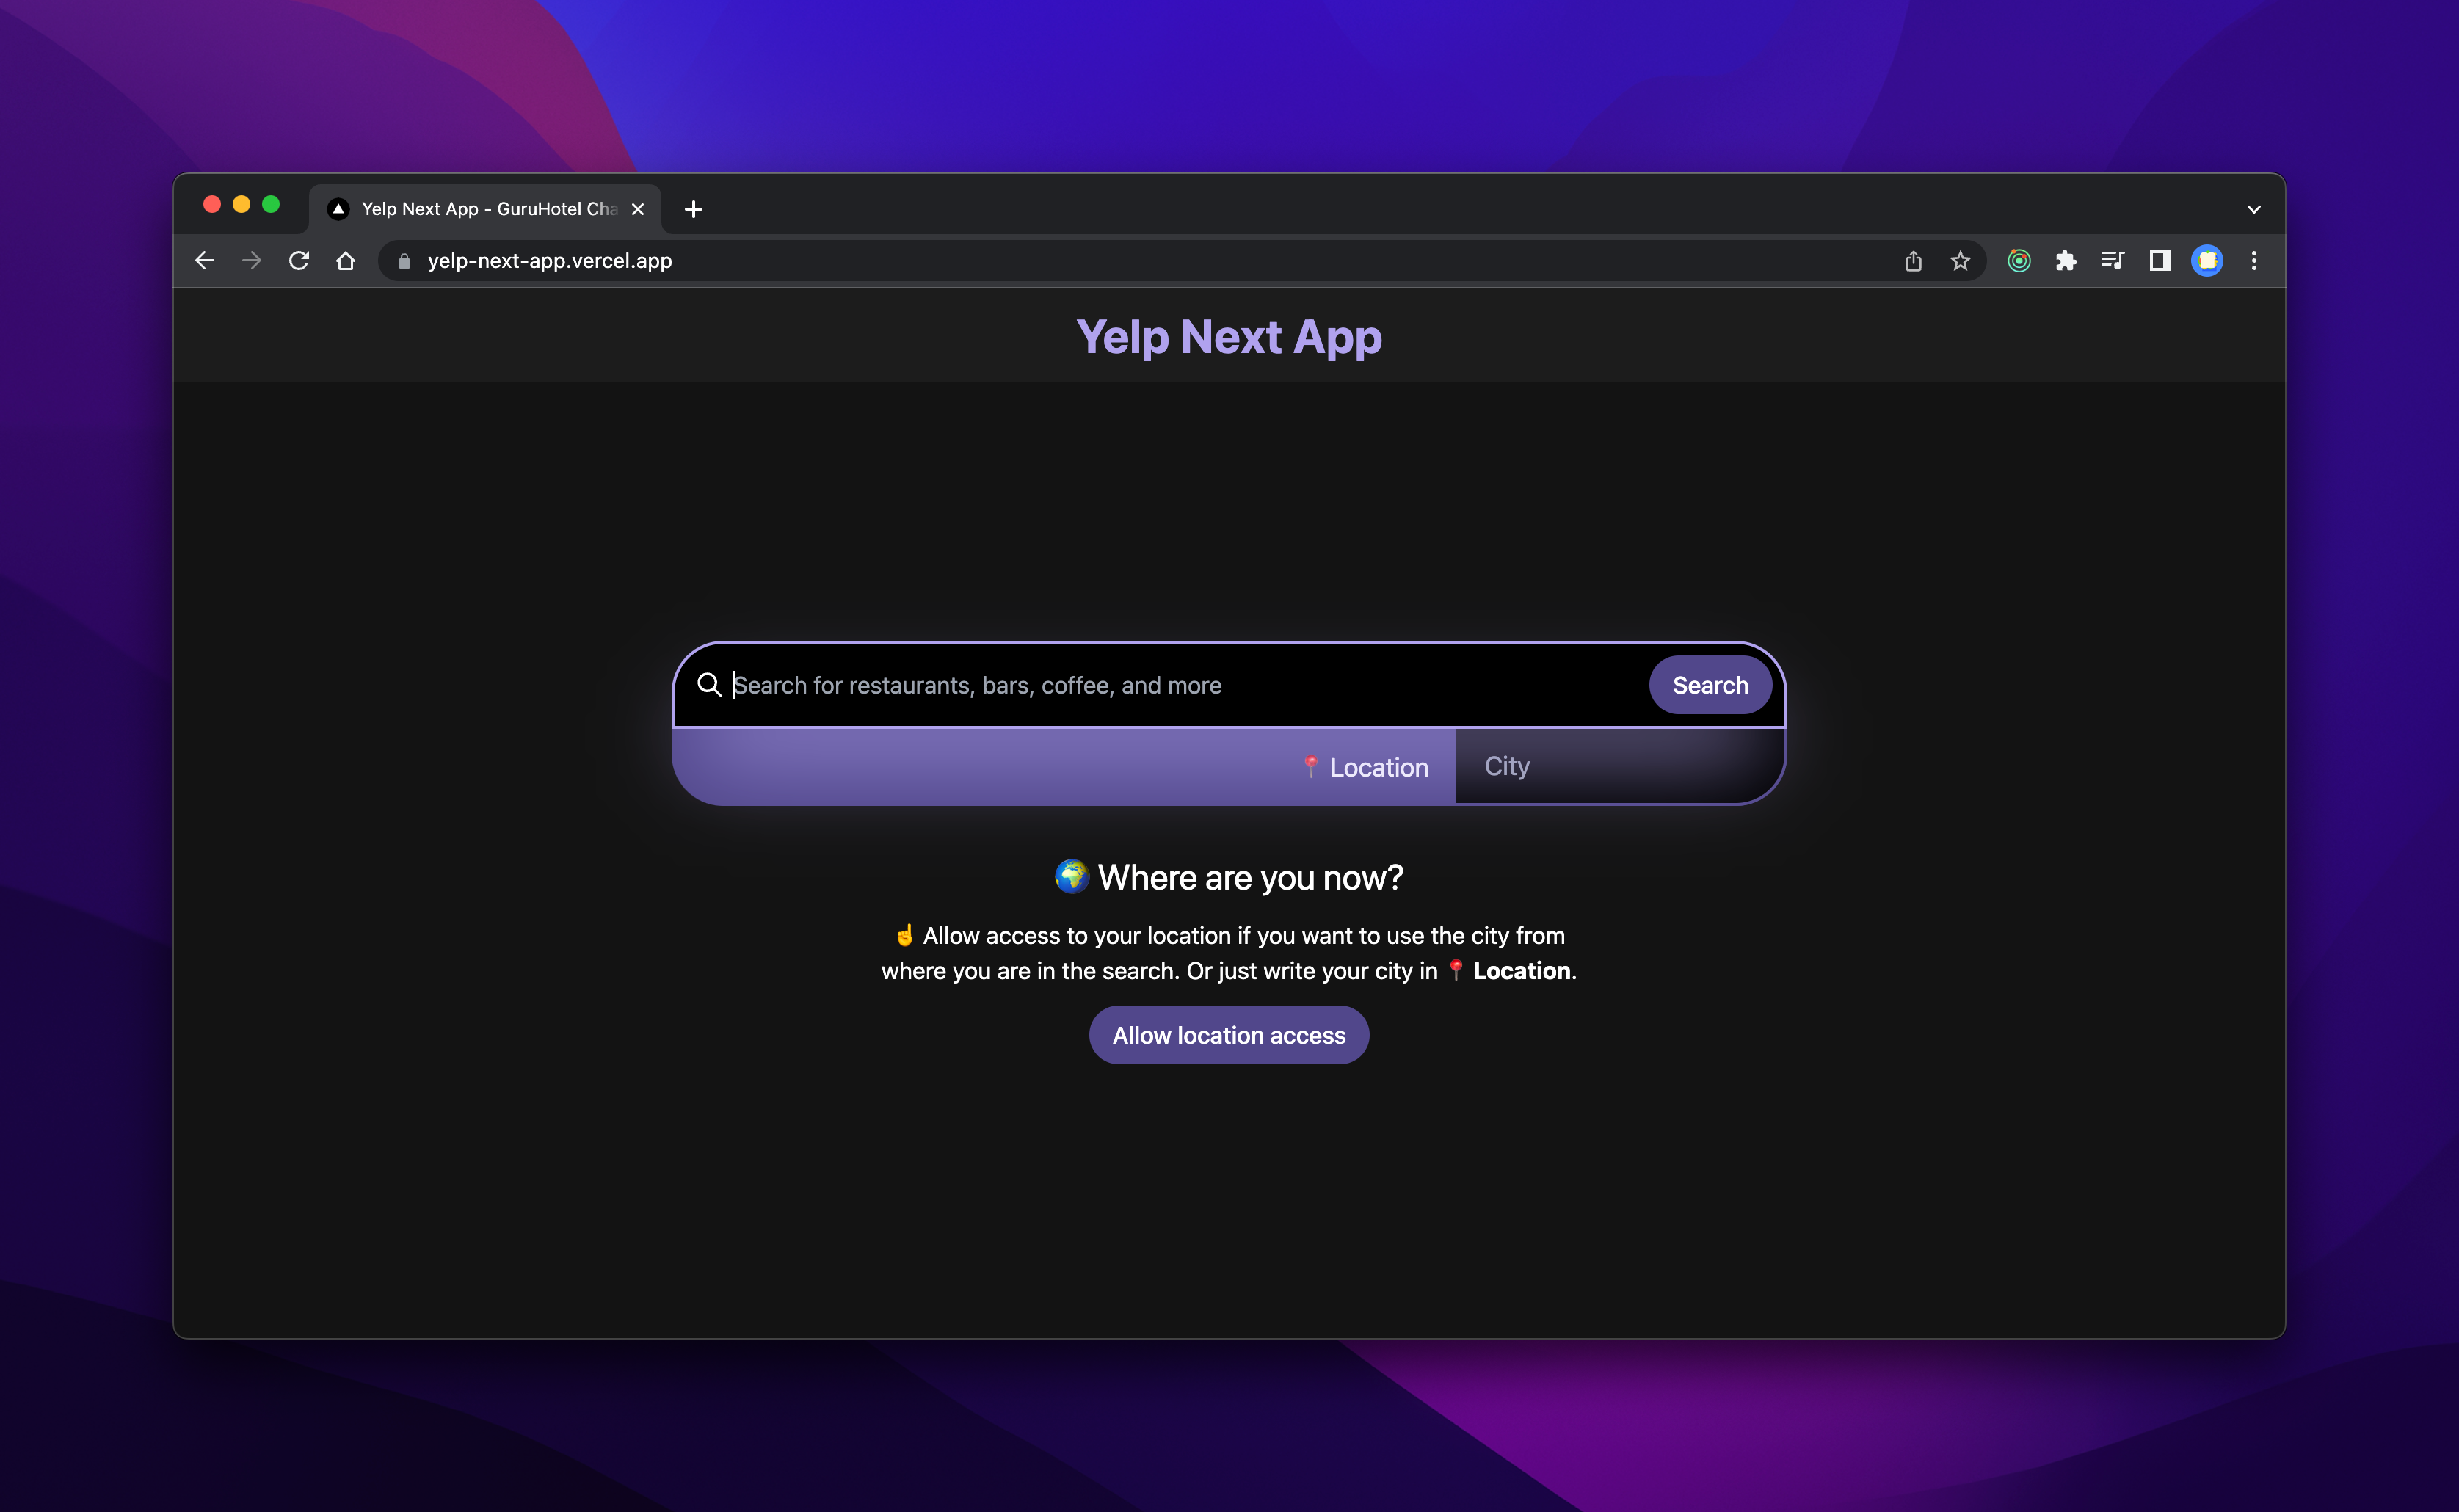 Yelp Next App - GuruHotel Cha
yelp-next-app.vercel.app
Yelp Next App
Search for restaurants, bars, coffee, and more
Search
📍 Location
City
🌍 Where are you now?
☝️ Allow access to your location if you want to use the city from
where you are in the search. Or just write your city in 📍 Location.
Allow location access